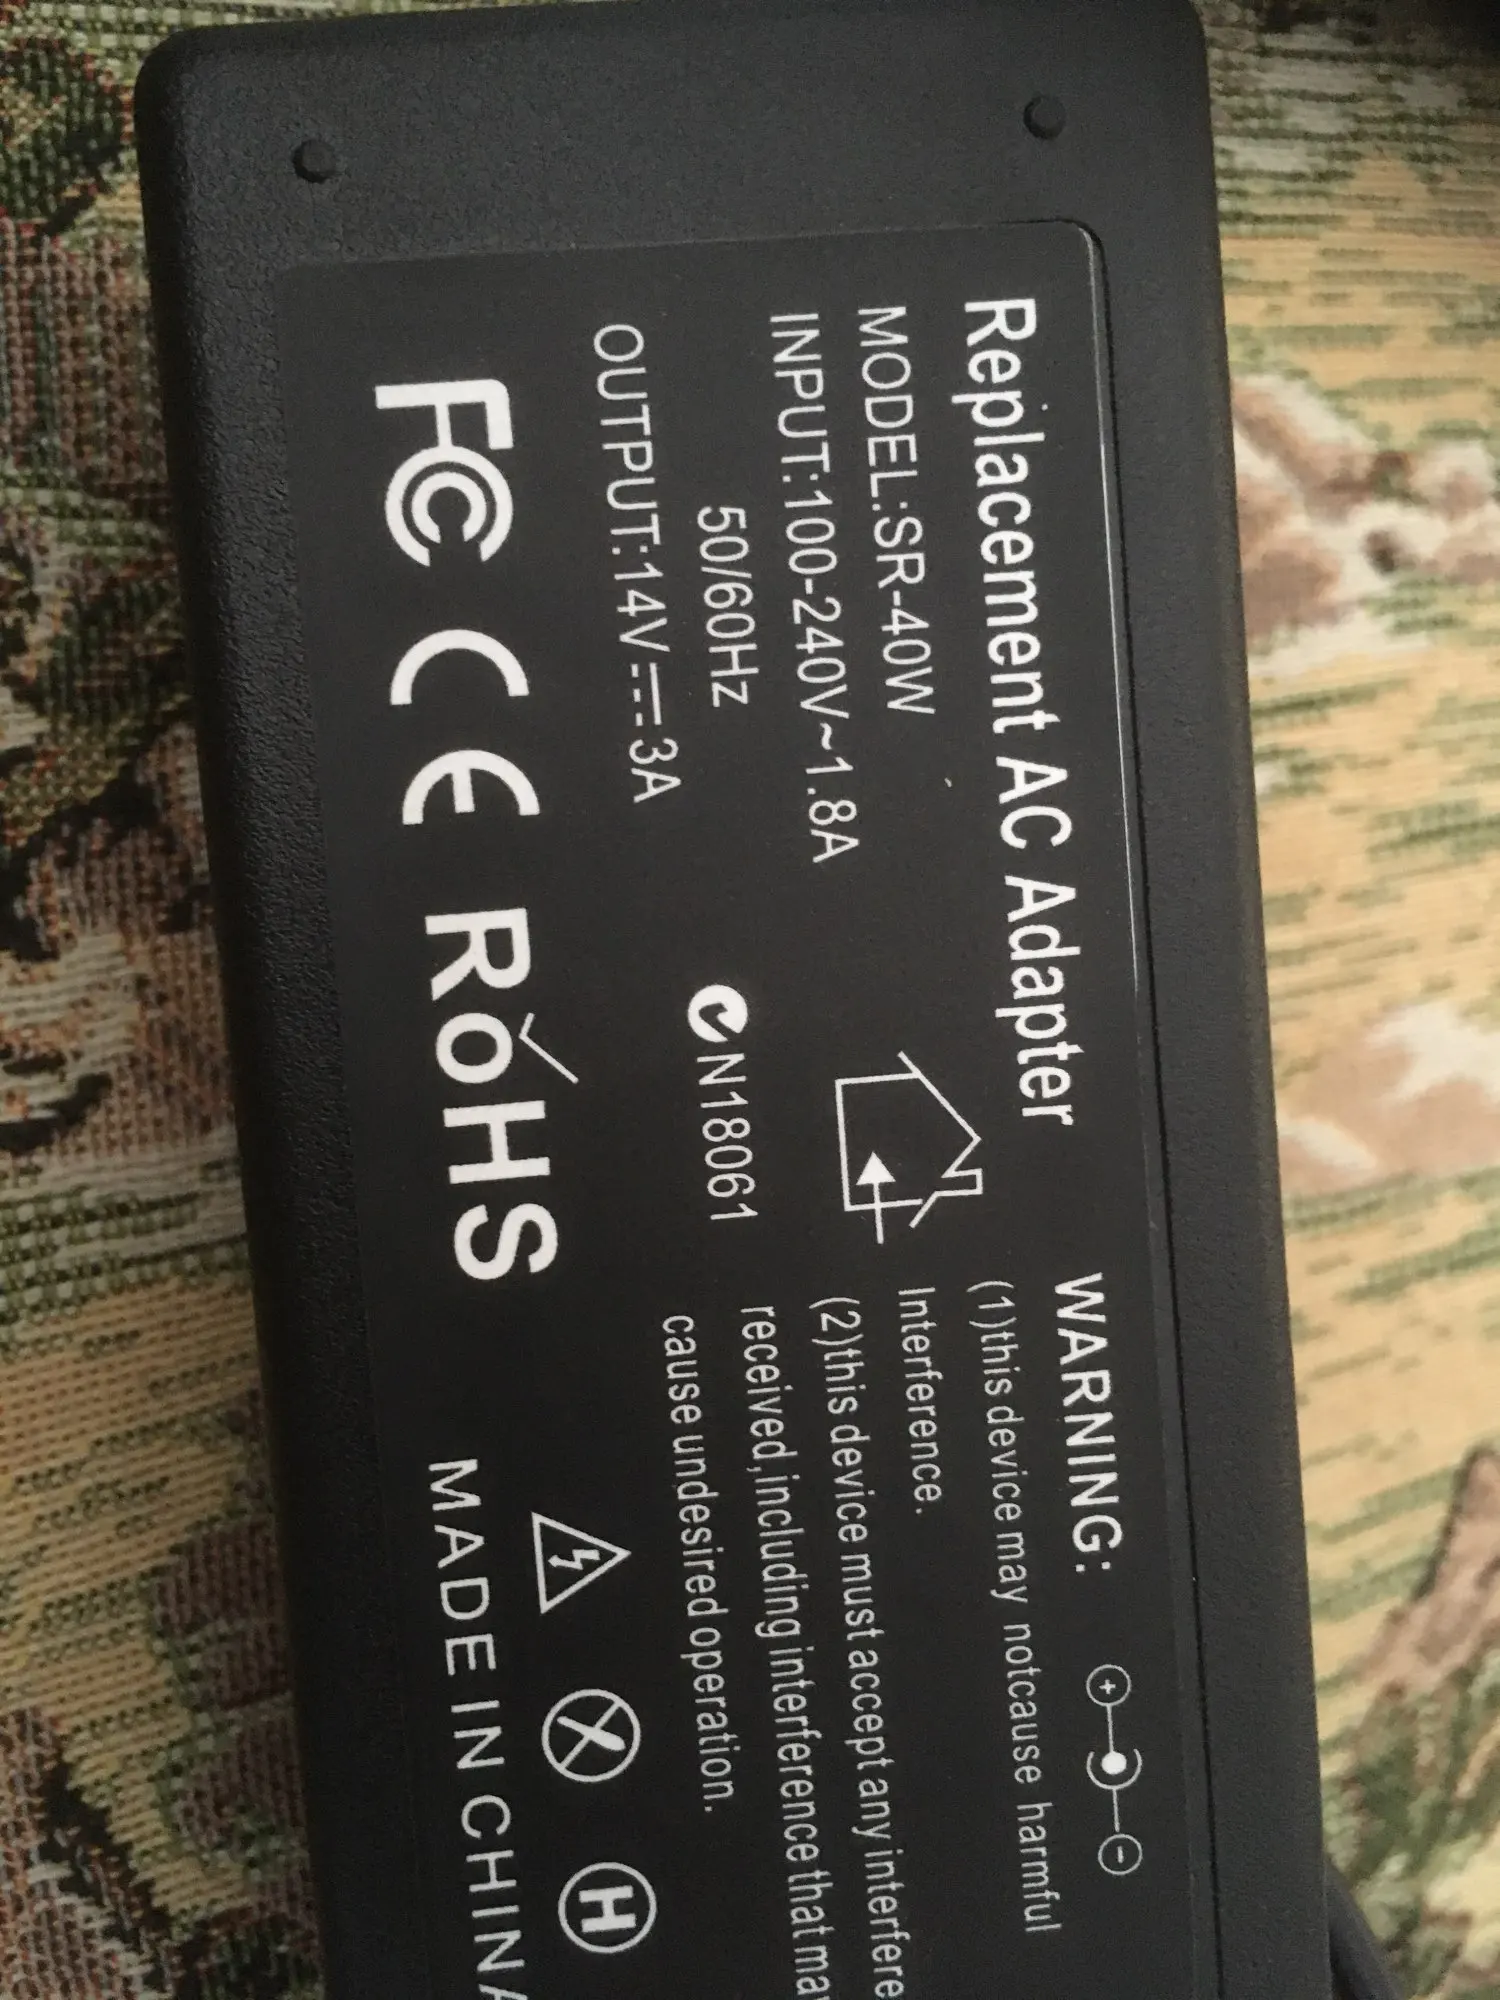 Replacement AC Adapter
MODEL:SR-40W
INPUT:100-240V~1.8A
50/60Hz
OUTPUT:14V⎓3A
N18061
FC CE RoHS
WARNING:
+ -
(1)this device may notcause harmful
Interference.
(2)this device must accept any interfere
received,including interference that may
cause undesired operation.
H
MADE IN CHINA